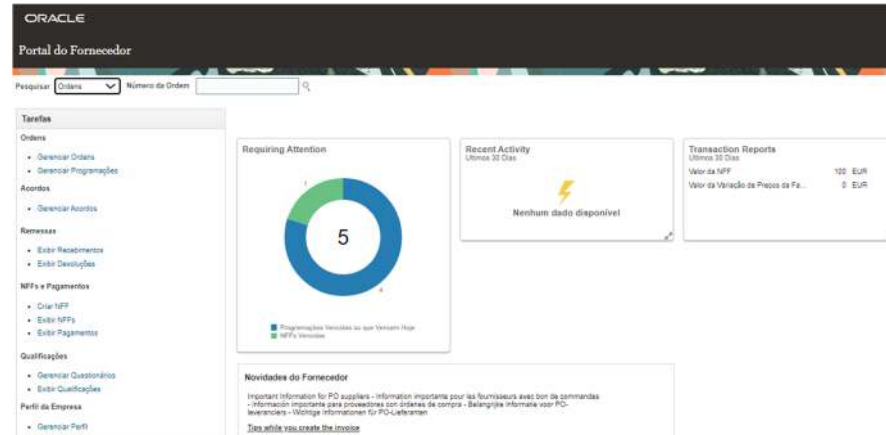 ORACLE
Portal do Fornecedor
Pesquisar Ordens Número da Ordem
Tarefas
Ordens
Gerenciar Ordens
Gerenciar Programações
Acordos
Gerenciar Acordos
Remessas
Exibir Recebimentos
Exibir Devoluções
NFFs e Pagamentos
Criar NFF
Exibir NFFs
Exibir Pagamentos
Qualificações
Gerenciar Questionários
Exibir Qualificações
Perfil da Empresa
Gerenciar Perfil
Requiring Attention
1
5
4
Programações Vencidas ou que Vencem Hoje
NFFs Vencidas
Recent Activity
Últimos 30 Dias
Nenhum dado disponível
Transaction Reports
Últimos 30 Dias
Valor da NFF 100 EUR
Valor da Variação de Preços da Fa... 0 EUR
Novidades do Fornecedor
Important Information for PO suppliers - Information importante pour les fournisseurs avec bon de commandes
- Información importante para proveedores con órdenes de compra - Belangrijke informatie voor PO-
leveranciers - Wichtige Informationen für PO-Lieferanten
Tips while you create the invoice